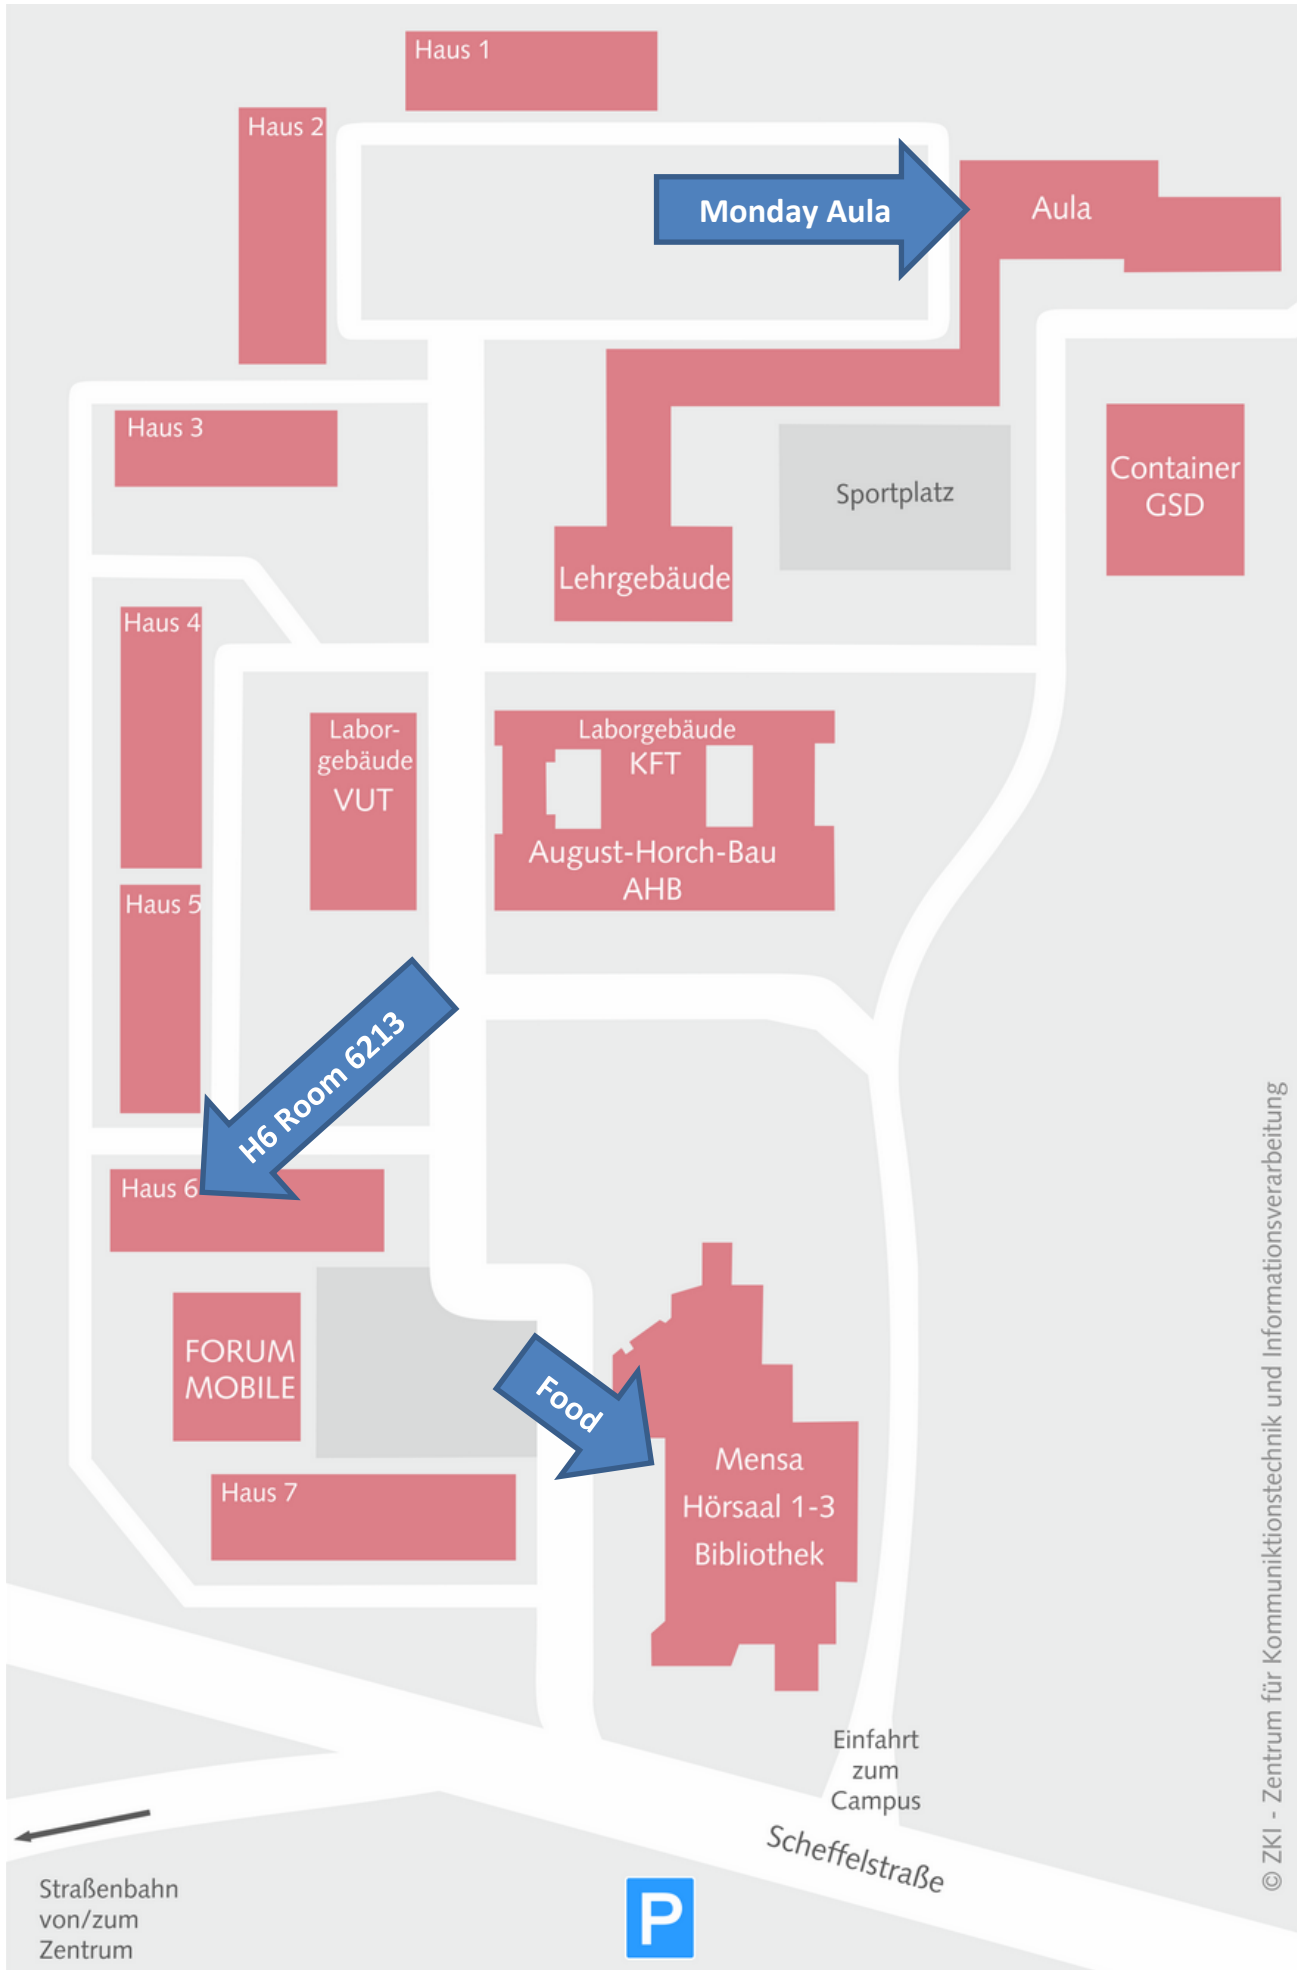 Haus 1
Haus 2
Monday Aula
Aula
Haus 3
Container
GSD
Sportplatz
Lehrgebäude
Haus 4
Labor-
gebäude
VUT
Laborgebäude
KFT
August-Horch-Bau
AHB
Haus 5
H6 Room 6213
Haus 6
FORUM
MOBILE
Food
Mensa
Hörsaal 1-3
Bibliothek
Haus 7
Einfahrt
zum
Campus
Scheffelstraße
Straßenbahn
von/zum
Zentrum
P
© ZKI - Zentrum für Kommuniktionstechnik und Informationsverarbeitung